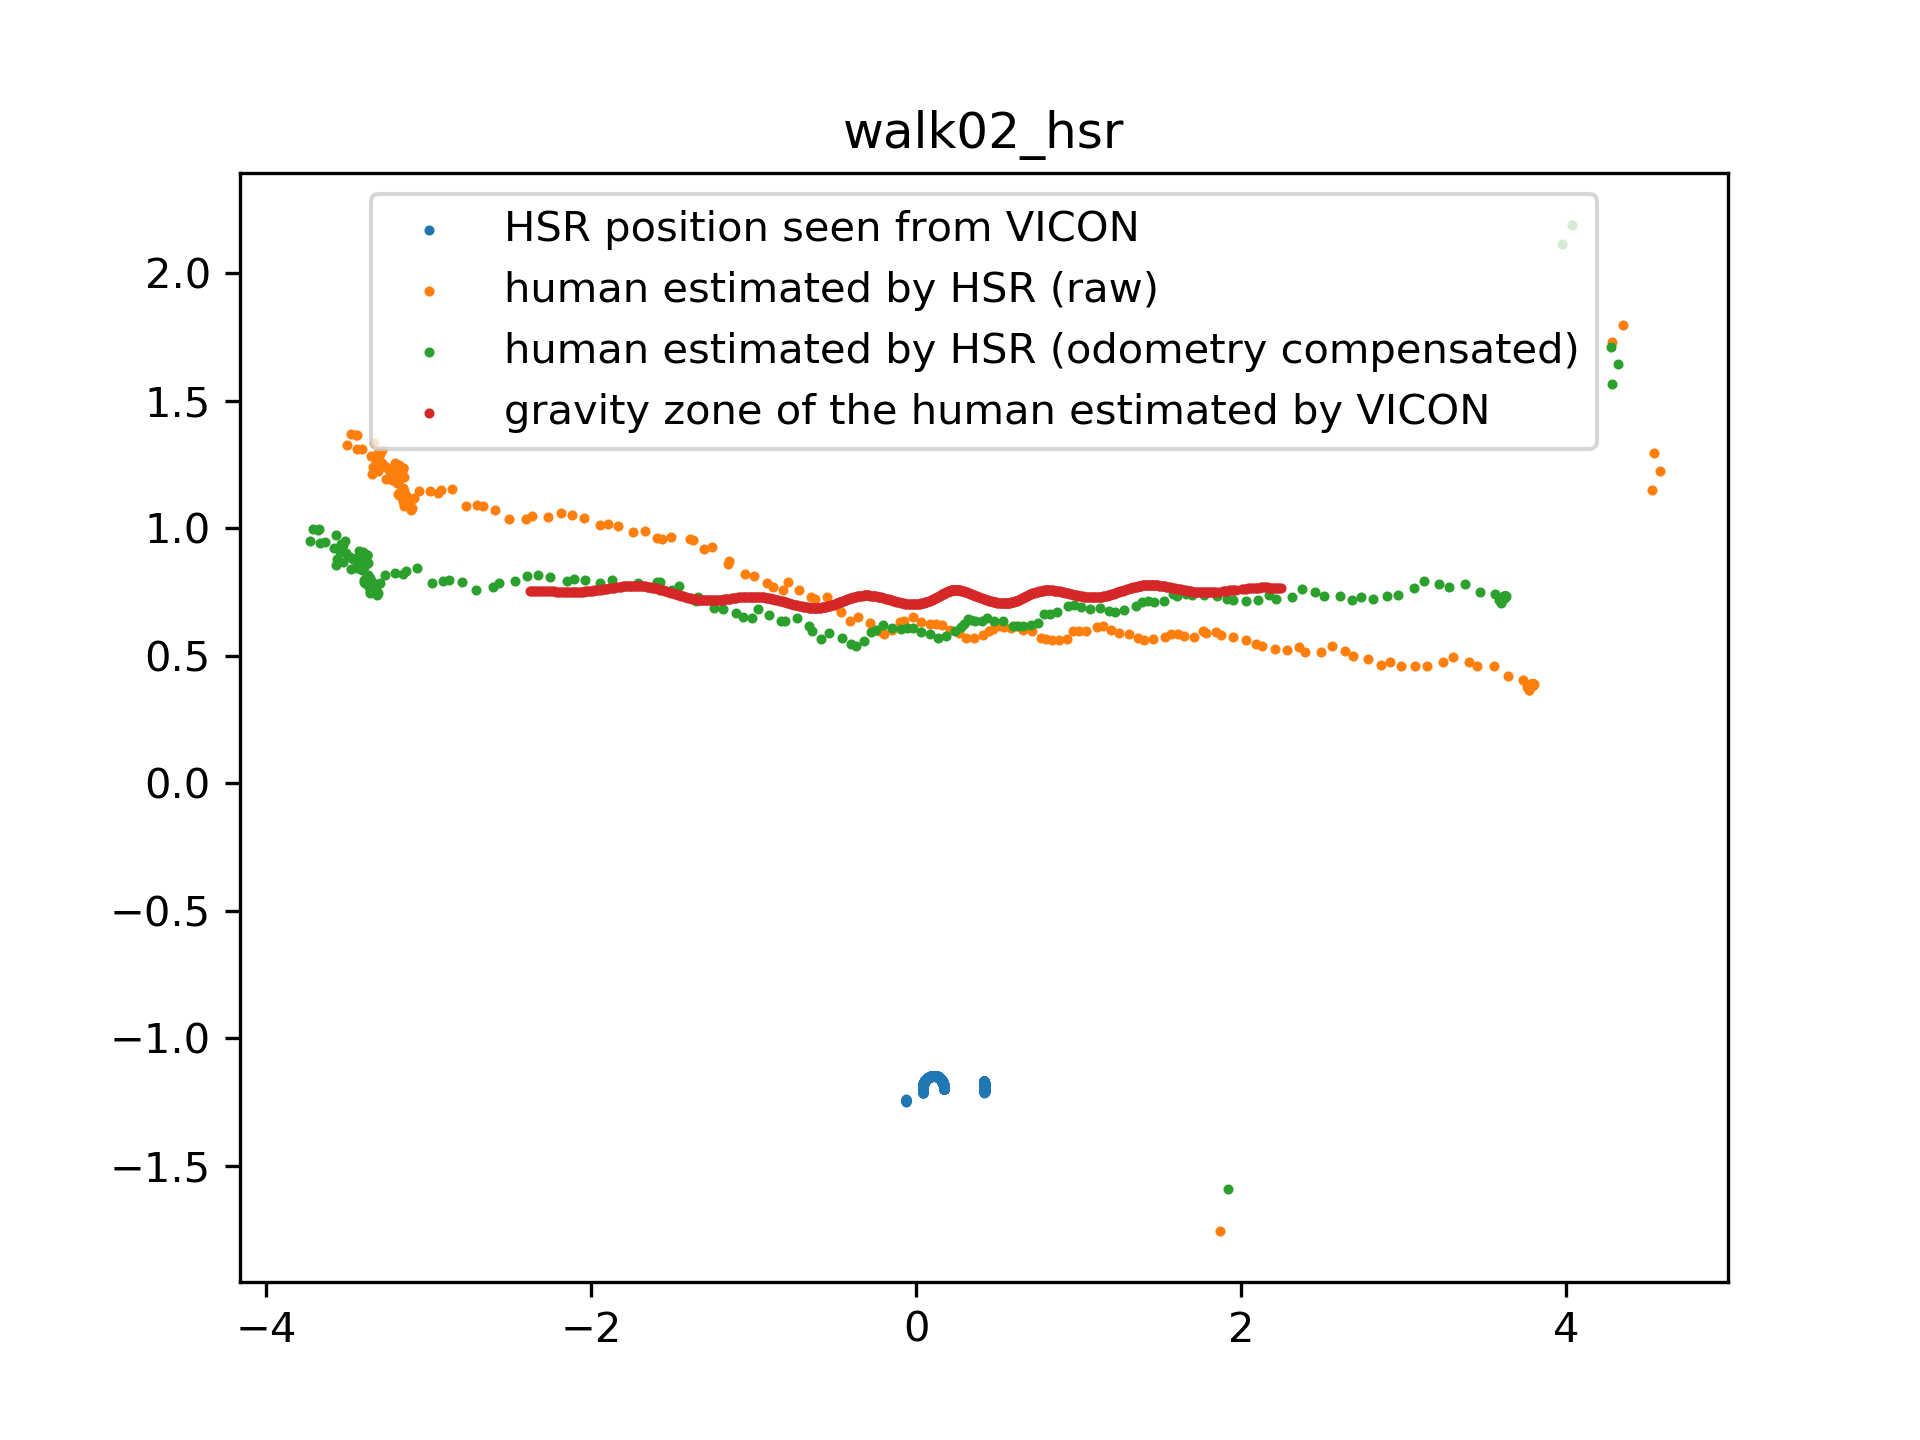 walk02_hsr
HSR position seen from VICON
human estimated by HSR (raw)
human estimated by HSR (odometry compensated)
gravity zone of the human estimated by VICON
2.0
1.5
1.0
0.5
0.0
−0.5
−1.0
−1.5
−4 −2 0 2 4